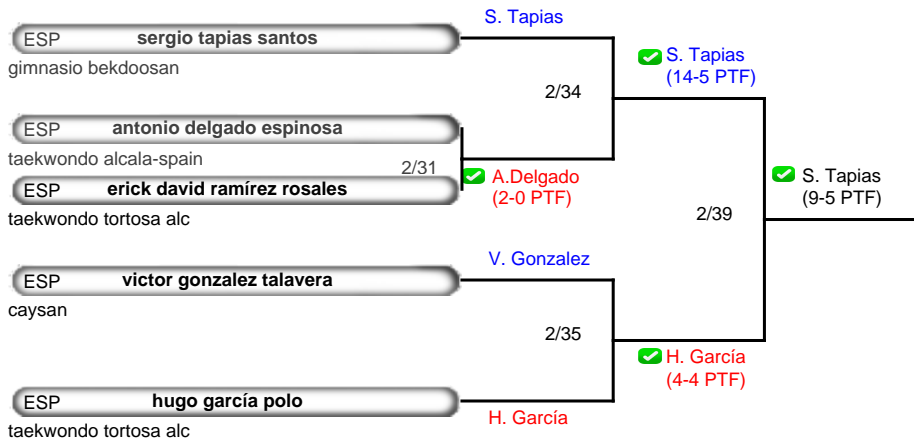 S. Tapias
ESP sergio tapias santos
gimnasio bekdoosan
S. Tapias
(14-5 PTF)
2/34
ESP antonio delgado espinosa
taekwondo alcala-spain
2/31
A.Delgado
(2-0 PTF)
ESP erick david ramírez rosales
taekwondo tortosa alc
S. Tapias
(9-5 PTF)
2/39
V. Gonzalez
ESP victor gonzalez talavera
caysan
2/35
H. García
(4-4 PTF)
ESP hugo garcía polo
H. García
taekwondo tortosa alc